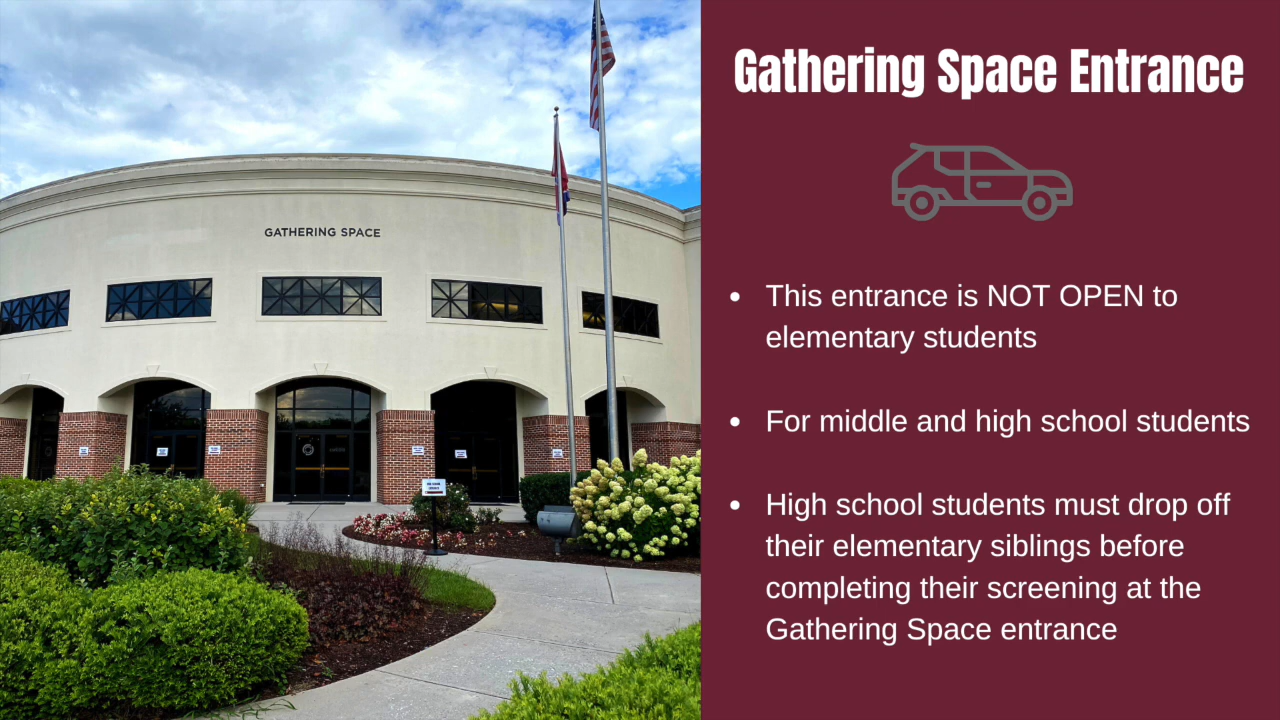 GATHERING SPACE
Gathering Space Entrance
• This entrance is NOT OPEN to
elementary students
• For middle and high school students
• High school students must drop off
their elementary siblings before
completing their screening at the
Gathering Space entrance